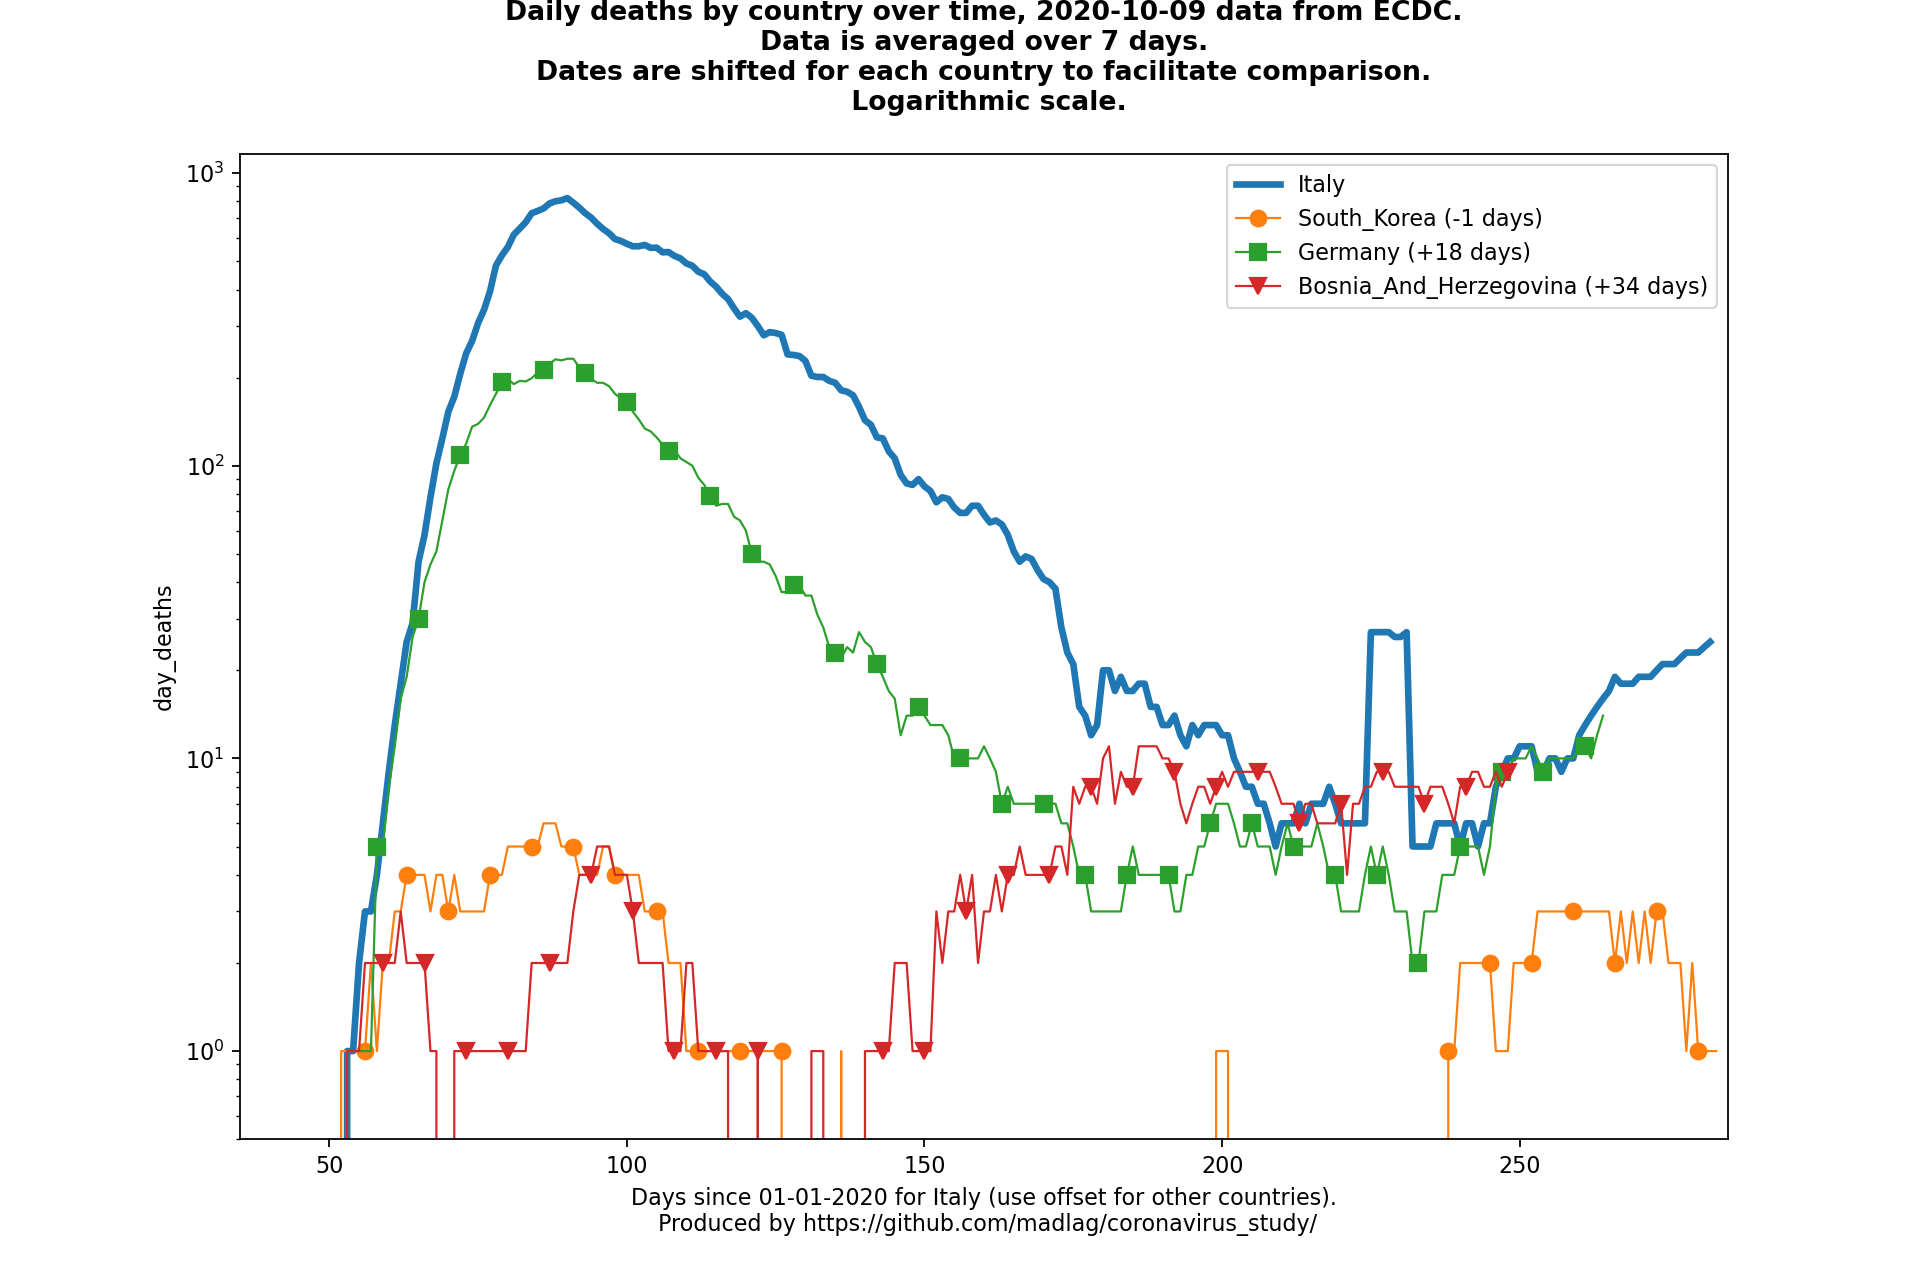 Daily deaths by country over time, 2020-10-09 data from ECDC.
Data is averaged over 7 days.
Dates are shifted for each country to facilitate comparison.
Logarithmic scale.
Italy
South_Korea (-1 days)
Germany (+18 days)
Bosnia_And_Herzegovina (+34 days)
day_deaths
10³
10²
10¹
10⁰
50 100 150 200 250
Days since 01-01-2020 for Italy (use offset for other countries).
Produced by https://github.com/madlag/coronavirus_study/